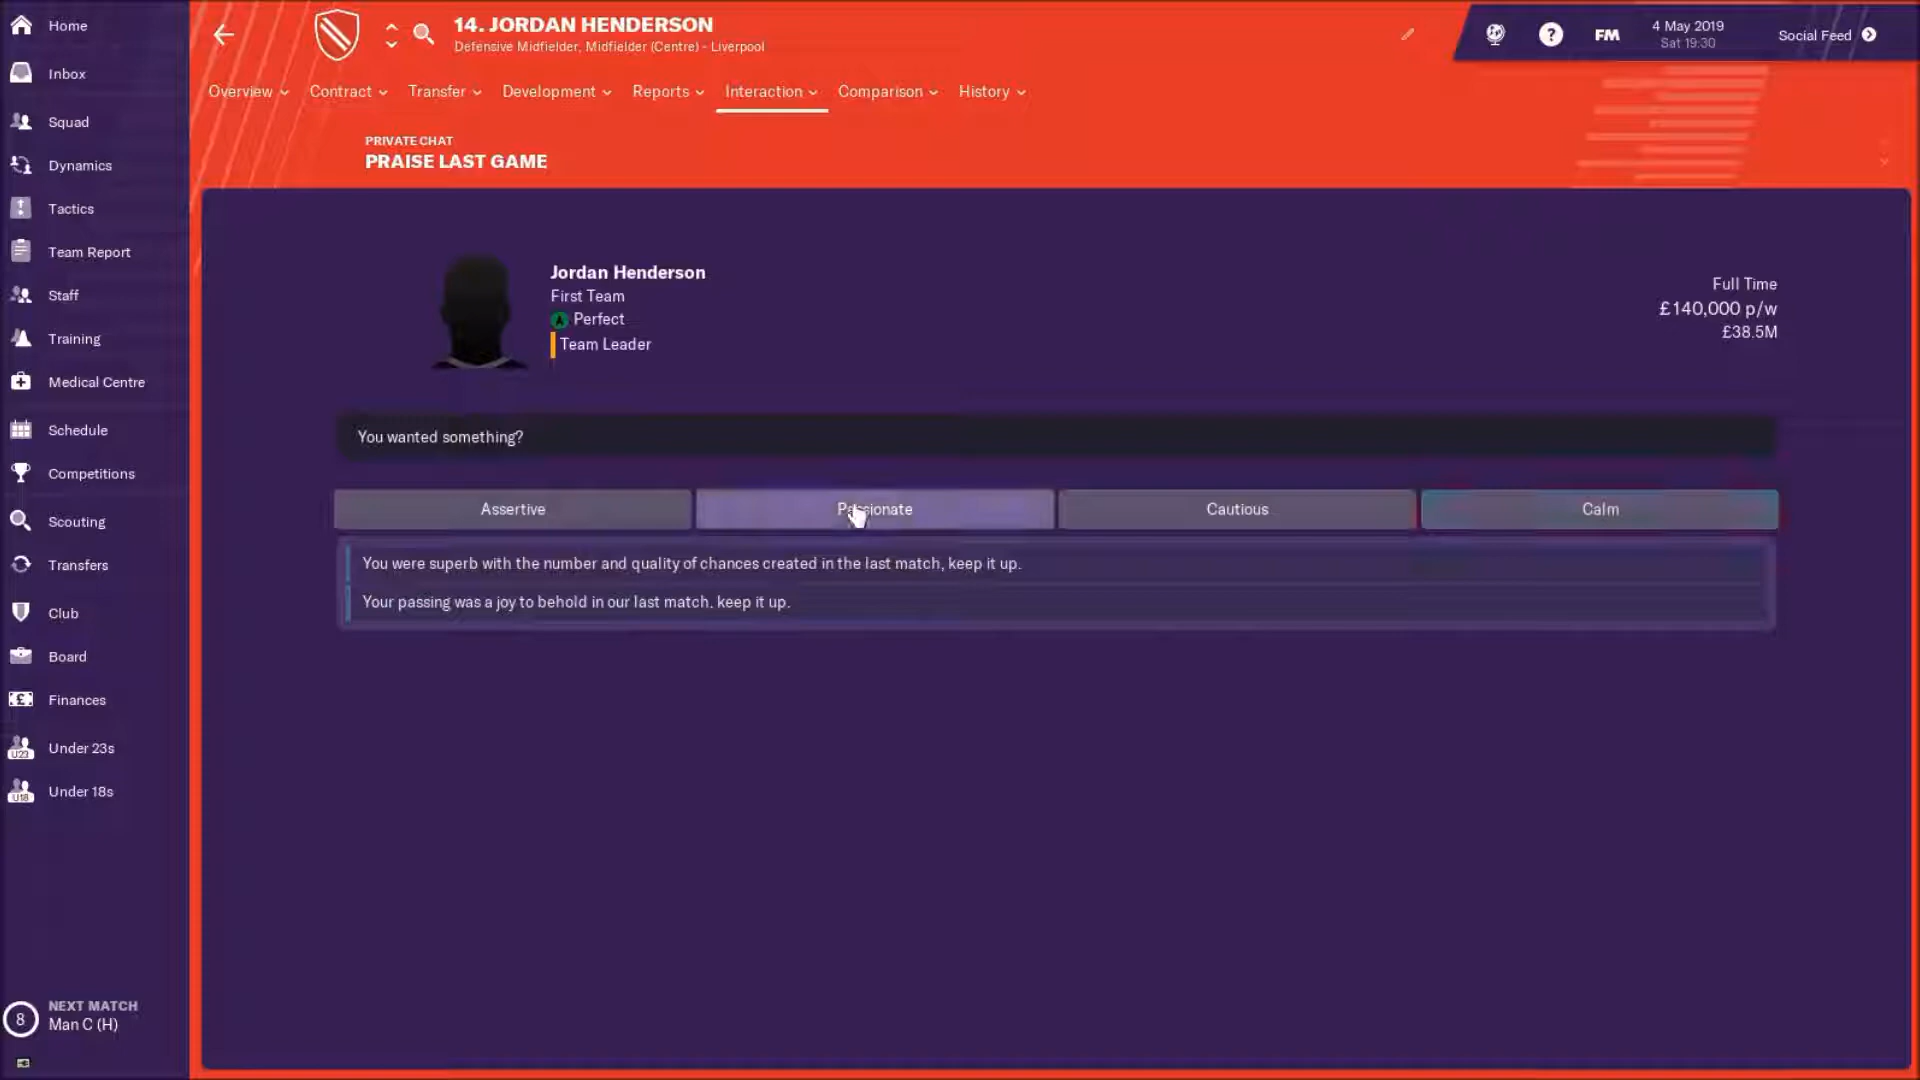 Home
Inbox
Squad
Dynamics
Tactics
Team Report
Staff
Training
Medical Centre
Schedule
Competitions
Scouting
Transfers
Club
Board
Finances
U23
Under 23s
U18
Under 18s
8
NEXT MATCH
Man C (H)
14. JORDAN HENDERSON
Defensive Midfielder, Midfielder (Centre) - Liverpool
?
FM
4 May 2019
Sat 19:30
Social Feed
Overview
Contract
Transfer
Development
Reports
Interaction
Comparison
History
PRIVATE CHAT
PRAISE LAST GAME
Jordan Henderson
First Team
Perfect
Team Leader
Full Time
£140,000 p/w
£38.5M
You wanted something?
Assertive
Passionate
Cautious
Calm
You were superb with the number and quality of chances created in the last match, keep it up.
Your passing was a joy to behold in our last match, keep it up.